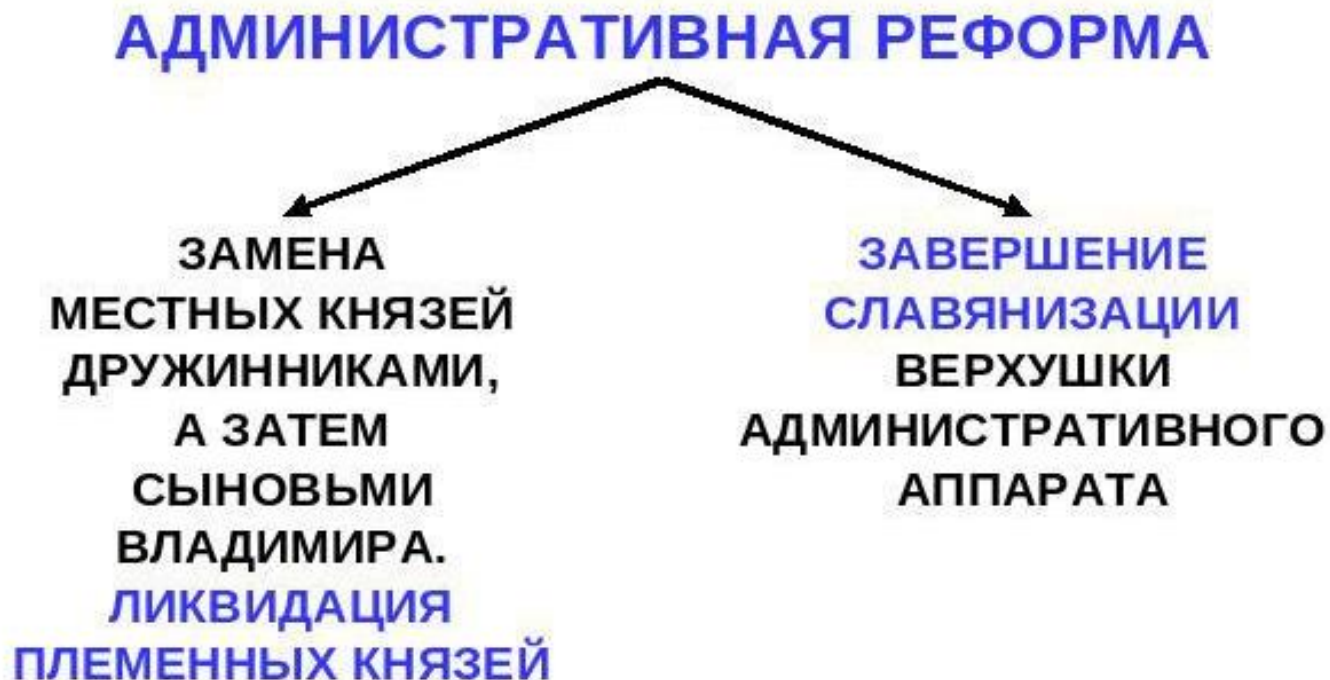 АДМИНИСТРАТИВНАЯ РЕФОРМА
ЗАМЕНА
МЕСТНЫХ КНЯЗЕЙ
ДРУЖИННИКАМИ,
А ЗАТЕМ
СЫНОВЬМИ
ВЛАДИМИРА.
ЛИКВИДАЦИЯ
ПЛЕМЕННЫХ КНЯЗЕЙ
ЗАВЕРШЕНИЕ
СЛАВЯНИЗАЦИИ
ВЕРХУШКИ
АДМИНИСТРАТИВНОГО
АППАРАТА